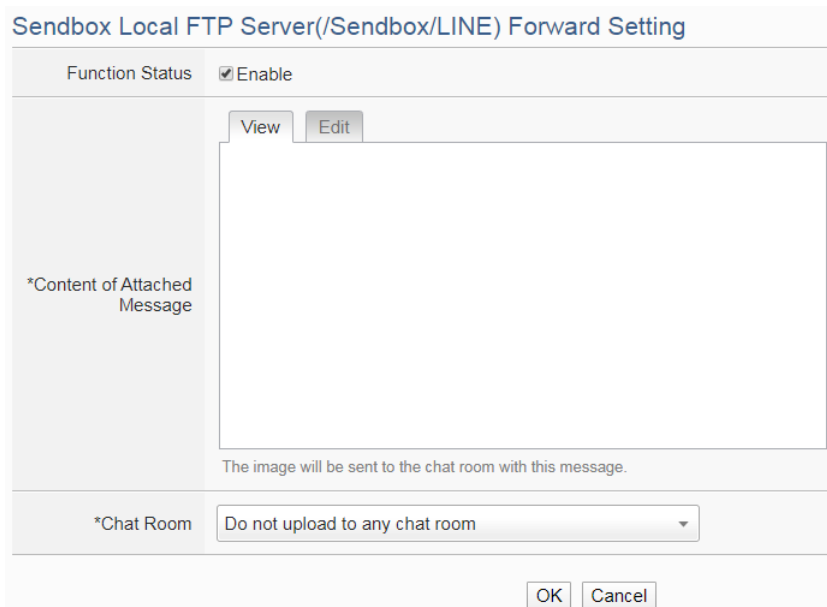 Sendbox Local FTP Server(/Sendbox/LINE) Forward Setting
Function Status
Enable
View
Edit
*Content of Attached
Message
The image will be sent to the chat room with this message.
*Chat Room
Do not upload to any chat room
OK
Cancel